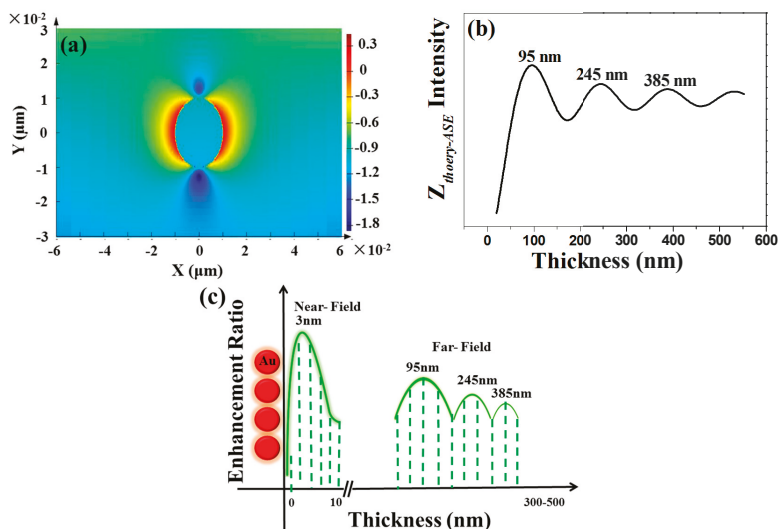 ×10⁻²
3
2
1
0
-1
-2
-3
(a)
Y (μm)
-6 -4 -2 0 2 4 6
×10⁻²
X (μm)
0.3
0
-0.3
-0.6
-0.9
-1.2
-1.5
-1.8
(b)
95 nm
245 nm
385 nm
Z thoery-ASE Intensity
0 100 200 300 400 500 600
Thickness (nm)
(c)
Enhancement Ratio
Near- Field
3nm
Au
Far- Field
95nm
245nm
385nm
0 10 300-500
Thickness (nm)